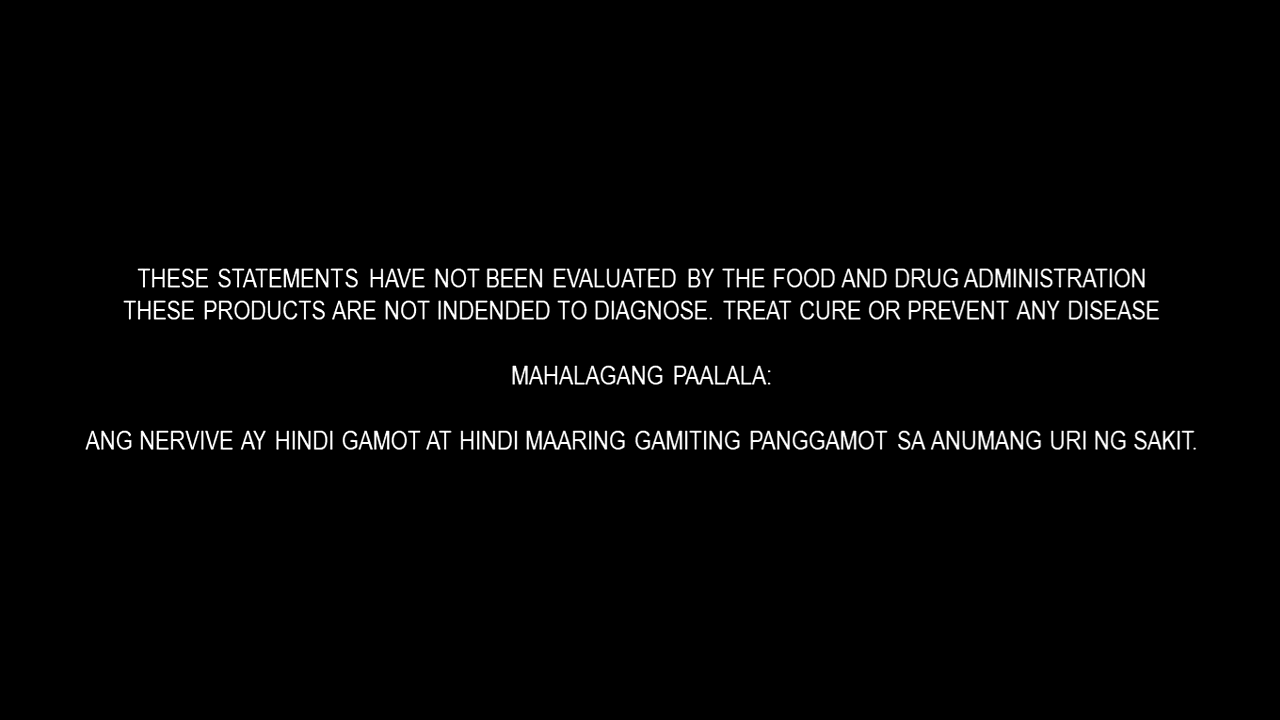 THESE STATEMENTS HAVE NOT BEEN EVALUATED BY THE FOOD AND DRUG ADMINISTRATION
THESE PRODUCTS ARE NOT INDENDED TO DIAGNOSE. TREAT CURE OR PREVENT ANY DISEASE
MAHALAGANG PAALALA:
ANG NERVIVE AY HINDI GAMOT AT HINDI MAARING GAMITING PANGGAMOT SA ANUMANG URI NG SAKIT.